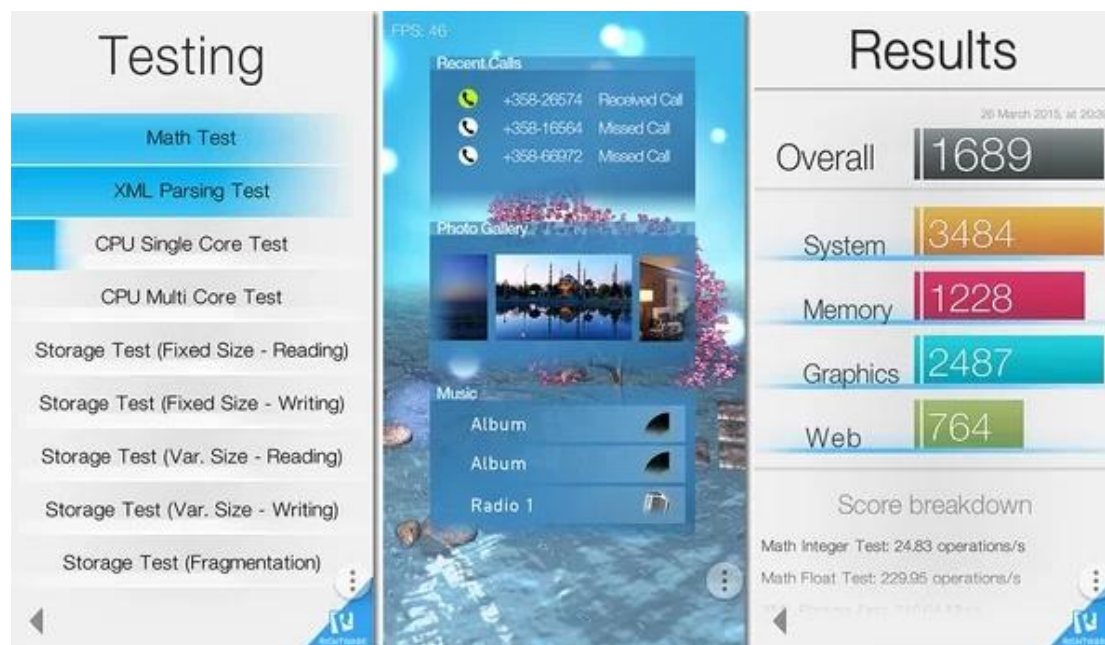 Testing
Math Test
XML Parsing Test
CPU Single Core Test
CPU Multi Core Test
Storage Test (Fixed Size - Reading)
Storage Test (Fixed Size - Writing)
Storage Test (Var. Size - Reading)
Storage Test (Var. Size - Writing)
Storage Test (Fragmentation)
RIGHTWARE
FPS: 46
Recent Calls
+358-26574 Received Call
+358-16564 Missed Call
+358-66972 Missed Call
Photo Gallery
Music
Album
Album
Radio 1
Results
26 March 2015, at 20:3
Overall 1689
System 3484
Memory 1228
Graphics 2487
Web 764
Score breakdown
Math Integer Test: 24.83 operations/s
Math Float Test: 229.95 operations/s
RIGHTWARE